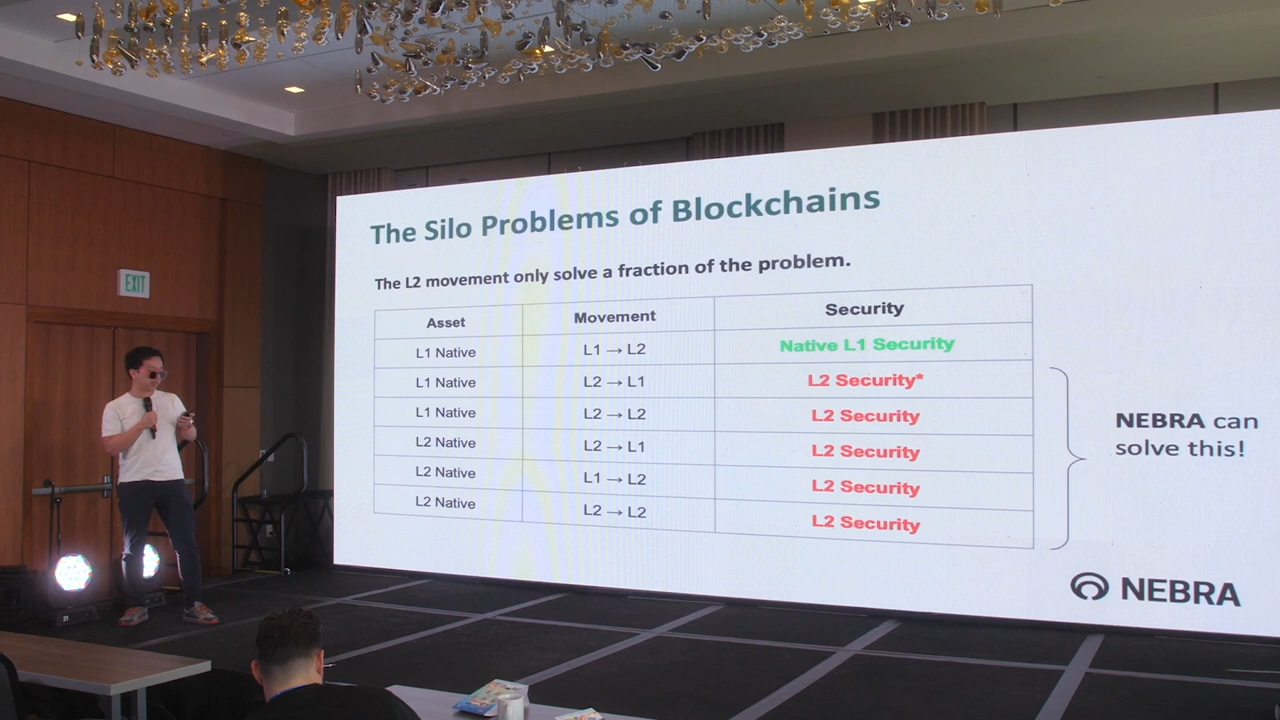 The Silo Problems of Blockchains
The L2 movement only solve a fraction of the problem.
Asset Movement Security
L1 Native L1 → L2 Native L1 Security
L1 Native L2 → L1 L2 Security*
L1 Native L2 → L2 L2 Security
L2 Native L2 → L1 L2 Security
L2 Native L1 → L2 L2 Security
L2 Native L2 → L2 L2 Security
NEBRA can
solve this!
NEBRA
EXIT